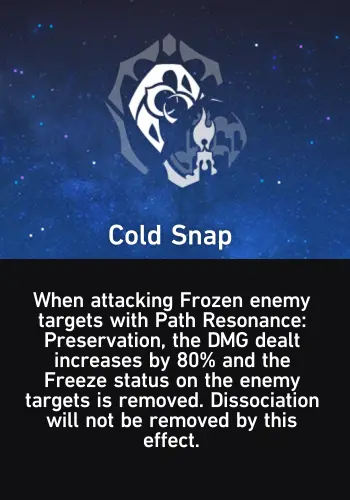 Cold Snap
When attacking Frozen enemy
targets with Path Resonance:
Preservation, the DMG dealt
increases by 80% and the
Freeze status on the enemy
targets is removed. Dissociation
will not be removed by this
effect.